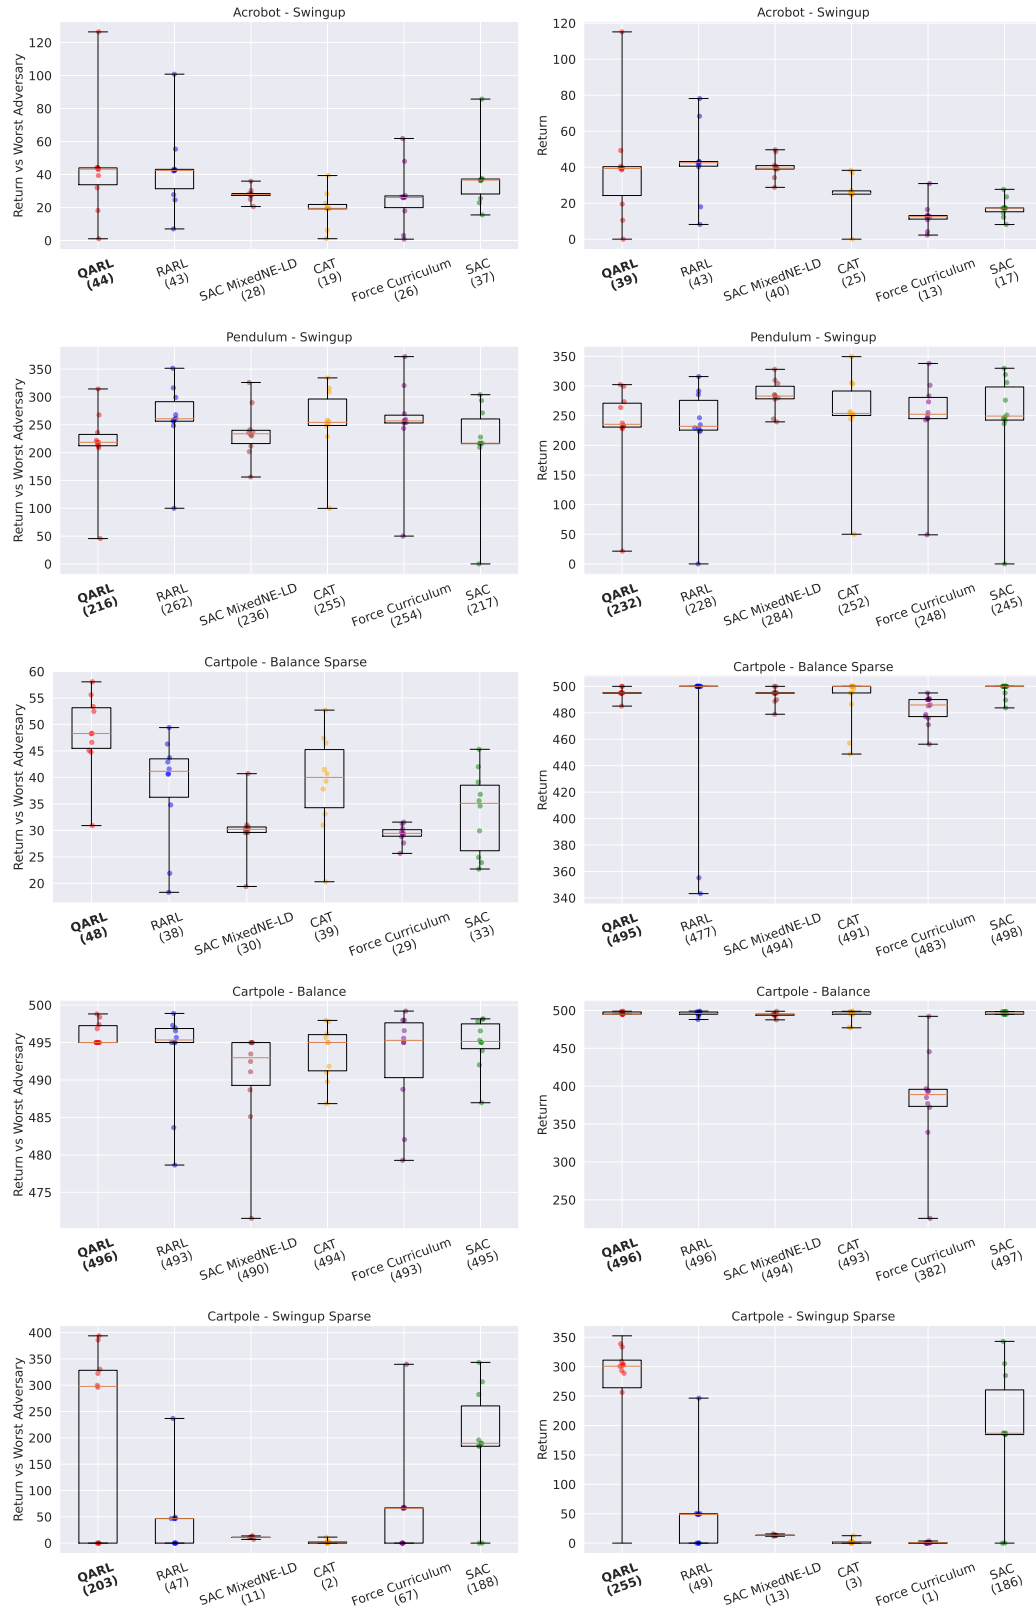 Acrobot - Swingup
Return vs Worst Adversary
120
100
80
60
40
20
0
QARL
(44)
RARL
(43)
SAC MixedNE-LD
(28)
CAT
(19)
Force Curriculum
(26)
SAC
(37)
Acrobot - Swingup
Return
120
100
80
60
40
20
0
QARL
(39)
RARL
(43)
SAC MixedNE-LD
(40)
CAT
(25)
Force Curriculum
(13)
SAC
(17)
Pendulum - Swingup
Return vs Worst Adversary
350
300
250
200
150
100
50
0
QARL
(216)
RARL
(262)
SAC MixedNE-LD
(236)
CAT
(255)
Force Curriculum
(254)
SAC
(217)
Pendulum - Swingup
Return
350
300
250
200
150
100
50
0
QARL
(232)
RARL
(228)
SAC MixedNE-LD
(284)
CAT
(252)
Force Curriculum
(248)
SAC
(245)
Cartpole - Balance Sparse
Return vs Worst Adversary
60
55
50
45
40
35
30
25
20
QARL
(48)
RARL
(38)
SAC MixedNE-LD
(30)
CAT
(39)
Force Curriculum
(29)
SAC
(33)
Cartpole - Balance Sparse
Return
500
480
460
440
420
400
380
360
340
QARL
(495)
RARL
(477)
SAC MixedNE-LD
(494)
CAT
(491)
Force Curriculum
(483)
SAC
(498)
Cartpole - Balance
Return vs Worst Adversary
500
495
490
485
480
475
QARL
(496)
RARL
(493)
SAC MixedNE-LD
(490)
CAT
(494)
Force Curriculum
(493)
SAC
(495)
Cartpole - Balance
Return
500
450
400
350
300
250
QARL
(496)
RARL
(496)
SAC MixedNE-LD
(494)
CAT
(493)
Force Curriculum
(382)
SAC
(497)
Cartpole - Swingup Sparse
Return vs Worst Adversary
400
350
300
250
200
150
100
50
0
QARL
(203)
RARL
(47)
SAC MixedNE-LD
(11)
CAT
(2)
Force Curriculum
(67)
SAC
(188)
Cartpole - Swingup Sparse
Return
350
300
250
200
150
100
50
0
QARL
(255)
RARL
(49)
SAC MixedNE-LD
(13)
CAT
(3)
Force Curriculum
(1)
SAC
(186)